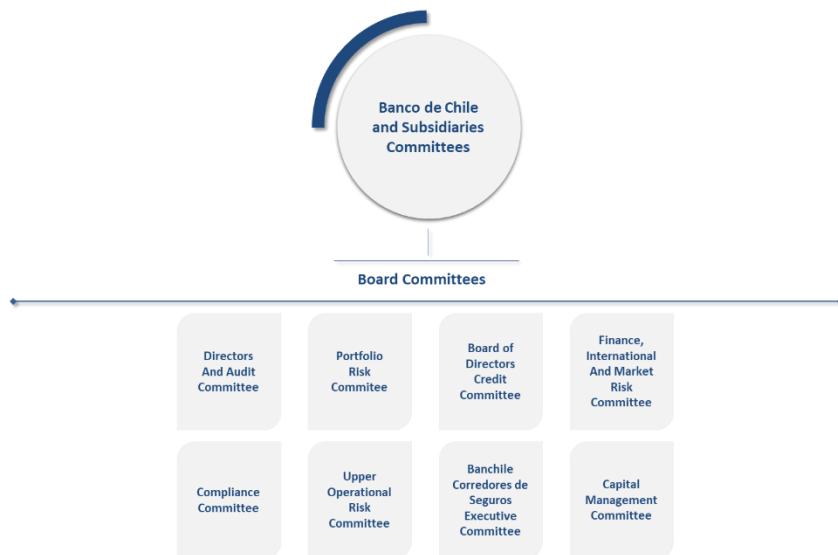 Banco de Chile
and Subsidiaries
Committees
Board Committees
Directors
And Audit
Committee
Portfolio
Risk
Commitee
Board of
Directors
Credit
Committee
Finance,
International
And Market
Risk
Committee
Compliance
Committee
Upper
Operational
Risk
Committee
Banchile
Corredores de
Seguros
Executive
Committee
Capital
Management
Committee